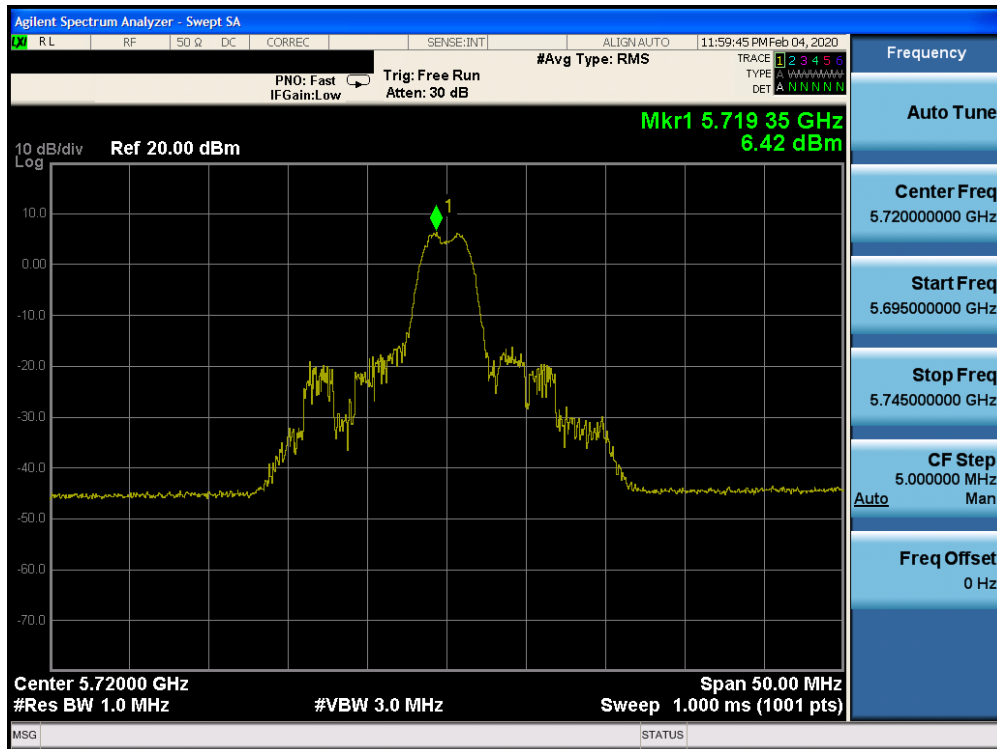 Agilent Spectrum Analyzer - Swept SA
LXI RL RF 50 Ω DC CORREC SENSE:INT ALIGN AUTO 11:59:45 PM Feb 04, 2020
#Avg Type: RMS
TRACE 1 2 3 4 5 6
TYPE A WWWWWW
DET A N N N N N
PNO: Fast
IFGain:Low
Trig: Free Run
Atten: 30 dB
Mkr1 5.719 35 GHz
6.42 dBm
10 dB/div
Log
Ref 20.00 dBm
1
10.0
0.00
-10.0
-20.0
-30.0
-40.0
-50.0
-60.0
-70.0
Center 5.72000 GHz
#Res BW 1.0 MHz
#VBW 3.0 MHz
Span 50.00 MHz
Sweep 1.000 ms (1001 pts)
MSG
STATUS
Frequency
Auto Tune
Center Freq
5.720000000 GHz
Start Freq
5.695000000 GHz
Stop Freq
5.745000000 GHz
CF Step
5.000000 MHz
Auto Man
Freq Offset
0 Hz